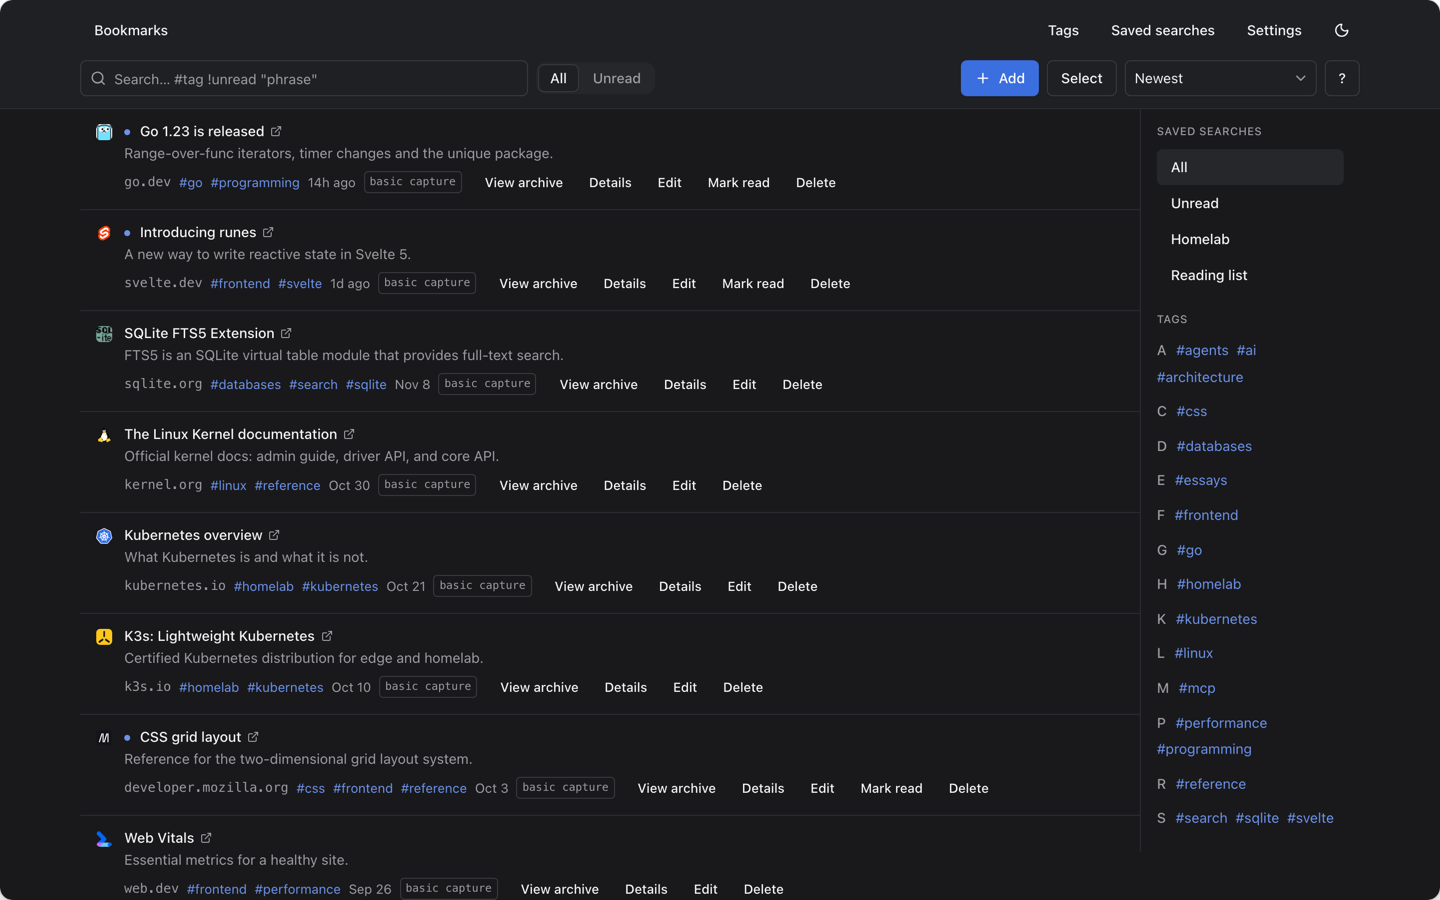 Bookmarks
Tags Saved searches Settings
Search... #tag !unread "phrase" All Unread + Add Select Newest ?
Go 1.23 is released
Range-over-func iterators, timer changes and the unique package.
go.dev #go #programming 14h ago basic capture View archive Details Edit Mark read Delete
Introducing runes
A new way to write reactive state in Svelte 5.
svelte.dev #frontend #svelte 1d ago basic capture View archive Details Edit Mark read Delete
SQLite FTS5 Extension
FTS5 is an SQLite virtual table module that provides full-text search.
sqlite.org #databases #search #sqlite Nov 8 basic capture View archive Details Edit Delete
The Linux Kernel documentation
Official kernel docs: admin guide, driver API, and core API.
kernel.org #linux #reference Oct 30 basic capture View archive Details Edit Delete
Kubernetes overview
What Kubernetes is and what it is not.
kubernetes.io #homelab #kubernetes Oct 21 basic capture View archive Details Edit Delete
K3s: Lightweight Kubernetes
Certified Kubernetes distribution for edge and homelab.
k3s.io #homelab #kubernetes Oct 10 basic capture View archive Details Edit Delete
CSS grid layout
Reference for the two-dimensional grid layout system.
developer.mozilla.org #css #frontend #reference Oct 3 basic capture View archive Details Edit Mark read Delete
Web Vitals
Essential metrics for a healthy site.
web.dev #frontend #performance Sep 26 basic capture View archive Details Edit Delete
SAVED SEARCHES
All
Unread
Homelab
Reading list
TAGS
A #agents #ai
#architecture
C #css
D #databases
E #essays
F #frontend
G #go
H #homelab
K #kubernetes
L #linux
M #mcp
P #performance
#programming
R #reference
S #search #sqlite #svelte